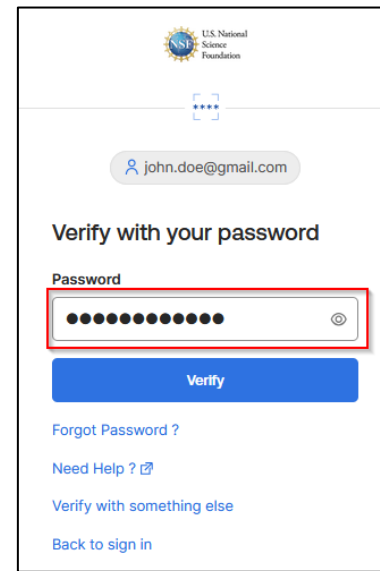 NSF
U.S. National
Science
Foundation
****
john.doe@gmail.com
Verify with your password
Password
●●●●●●●●●●●●
Verify
Forgot Password ?
Need Help ?
Verify with something else
Back to sign in